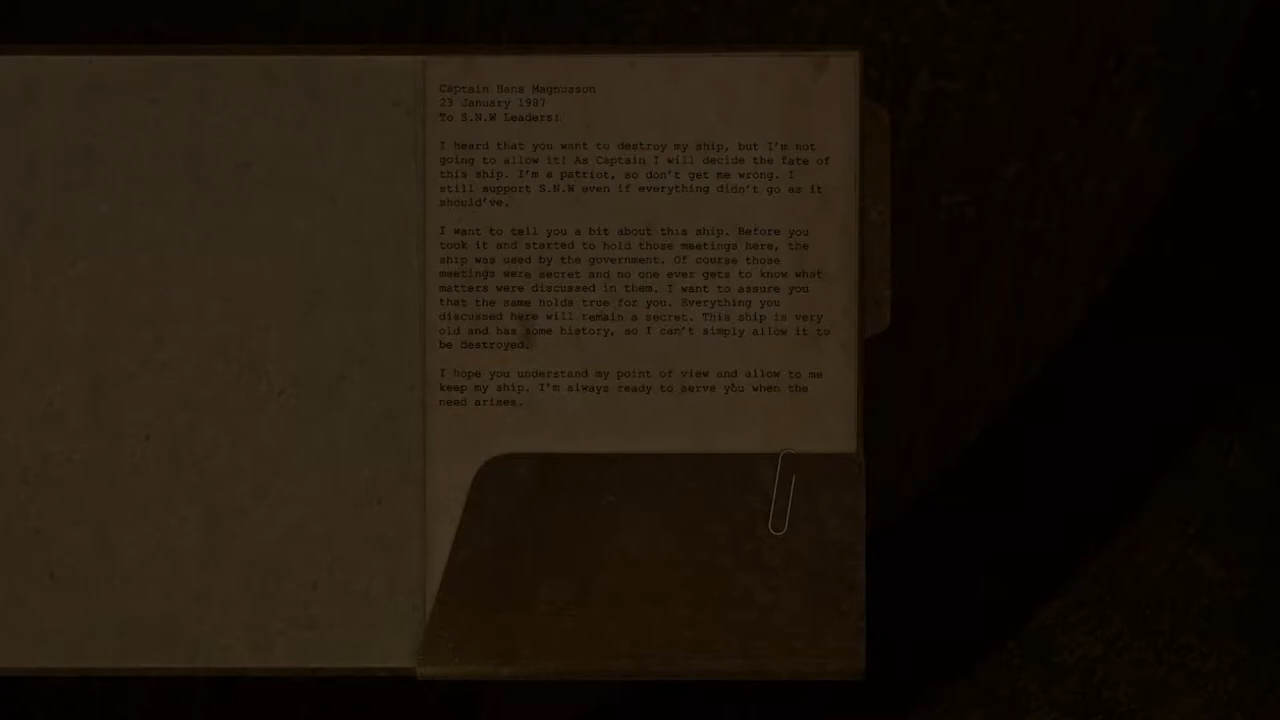 Captain Hans Magnusson
23 January 1987
To S.N.W Leaders:
I heard that you want to destroy my ship, but I'm not
going to allow it! As Captain I will decide the fate of
this ship. I'm a patriot, so don't get me wrong. I
still support S.N.W even if everything didn't go as it
should've.
I want to tell you a bit about this ship. Before you
took it and started to hold those meetings here, the
ship was used by the government. Of course those
meetings were secret and no one ever gets to know what
matters were discussed in them. I want to assure you
that the same holds true for you. Everything you
discussed here will remain a secret. This ship is very
old and has some history, so I can't simply allow it to
be destroyed.
I hope you understand my point of view and allow to me
keep my ship. I'm always ready to serve you when the
need arises.